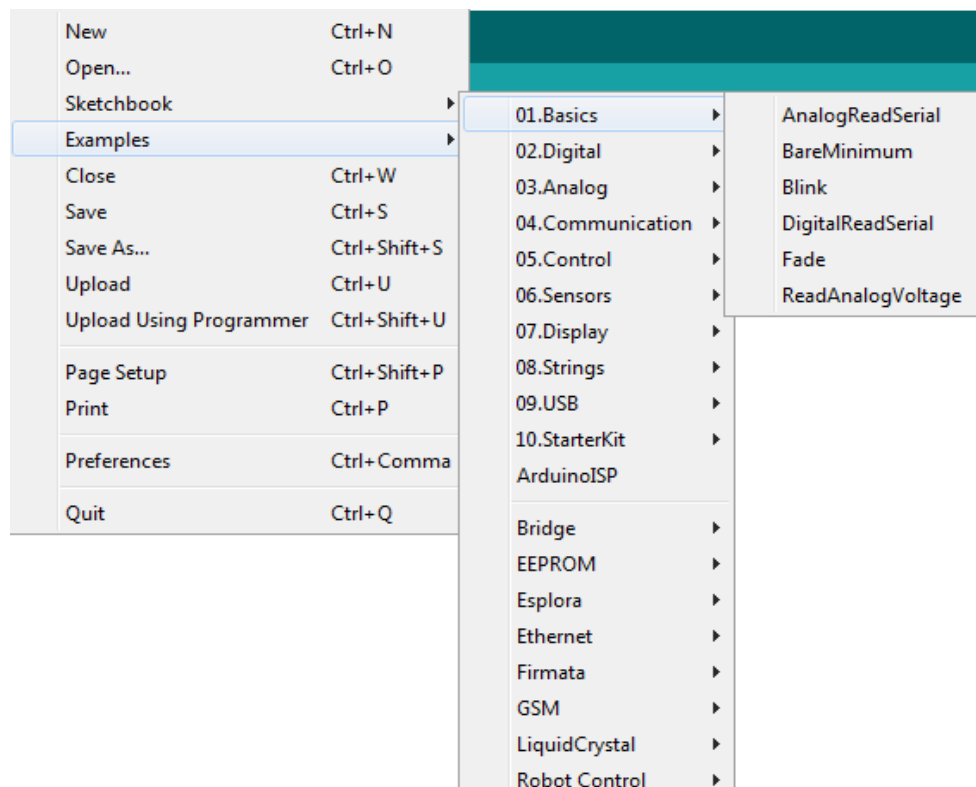 New Ctrl+N
Open... Ctrl+O
Sketchbook
Examples
Close Ctrl+W
Save Ctrl+S
Save As... Ctrl+Shift+S
Upload Ctrl+U
Upload Using Programmer Ctrl+Shift+U
Page Setup Ctrl+Shift+P
Print Ctrl+P
Preferences Ctrl+Comma
Quit Ctrl+Q
01.Basics
02.Digital
03.Analog
04.Communication
05.Control
06.Sensors
07.Display
08.Strings
09.USB
10.StarterKit
ArduinoISP
Bridge
EEPROM
Esplora
Ethernet
Firmata
GSM
LiquidCrystal
Robot Control
AnalogReadSerial
BareMinimum
Blink
DigitalReadSerial
Fade
ReadAnalogVoltage